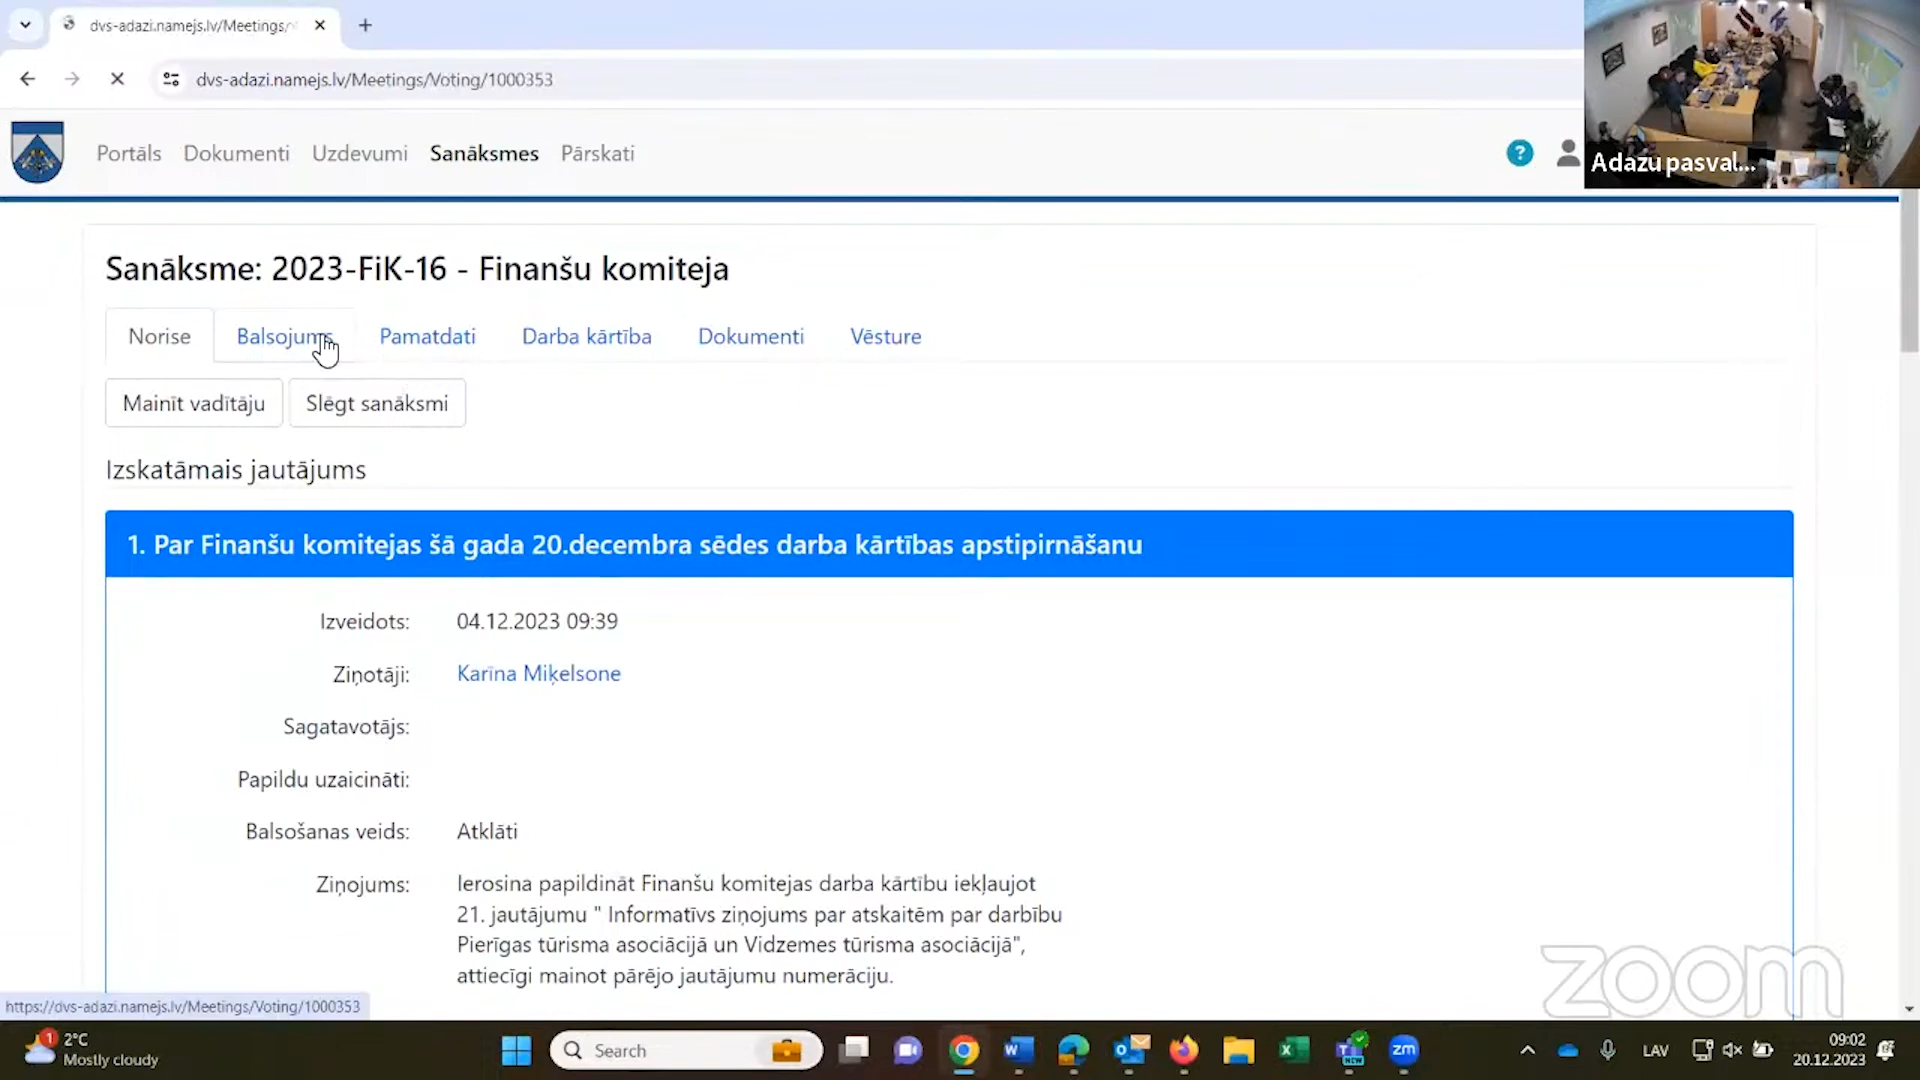 dvs-adazi.namejs.lv/Meetings/
dvs-adazi.namejs.lv/Meetings/Voting/1000353
Portāls Dokumenti Uzdevumi Sanāksmes Pārskati
?
Adazu pasval...
Sanāksme: 2023-FiK-16 - Finanšu komiteja
Norise Balsojums Pamatdati Darba kārtība Dokumenti Vēsture
Mainīt vadītāju Slēgt sanāksmi
Izskatāmais jautājums
1. Par Finanšu komitejas šā gada 20.decembra sēdes darba kārtības apstipirnāšanu
Izveidots: 04.12.2023 09:39
Ziņotāji: Karīna Miķelsone
Sagatavotājs:
Papildu uzaicināti:
Balsošanas veids: Atklāti
Ziņojums: Ierosina papildināt Finanšu komitejas darba kārtību iekļaujot
21. jautājumu " Informatīvs ziņojums par atskaitēm par darbību
Pierīgas tūrisma asociācijā un Vidzemes tūrisma asociācijā",
attiecīgi mainot pārējo jautājumu numerāciju.
zoom
https://dvs-adazi.namejs.lv/Meetings/Voting/1000353
1
2°C
Mostly cloudy
Search
zm
NEW
LAV
09:02
20.12.2023